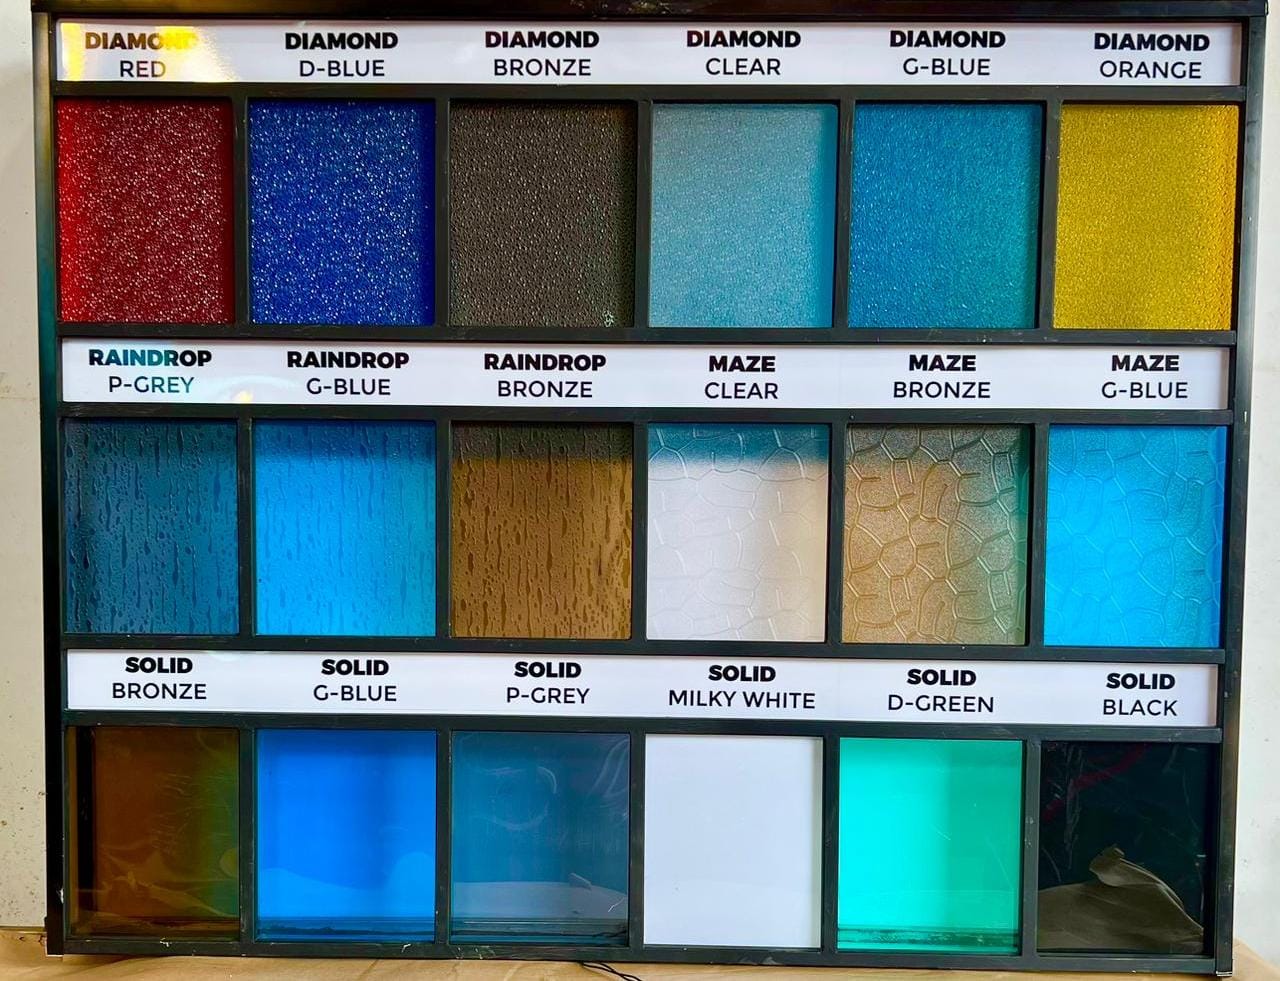 DIAMOND DIAMOND DIAMOND DIAMOND DIAMOND DIAMOND
RED D-BLUE BRONZE CLEAR G-BLUE ORANGE
RAINDROP RAINDROP RAINDROP MAZE MAZE MAZE
P-GREY G-BLUE BRONZE CLEAR BRONZE G-BLUE
SOLID SOLID SOLID SOLID SOLID SOLID
BRONZE G-BLUE P-GREY MILKY WHITE D-GREEN BLACK